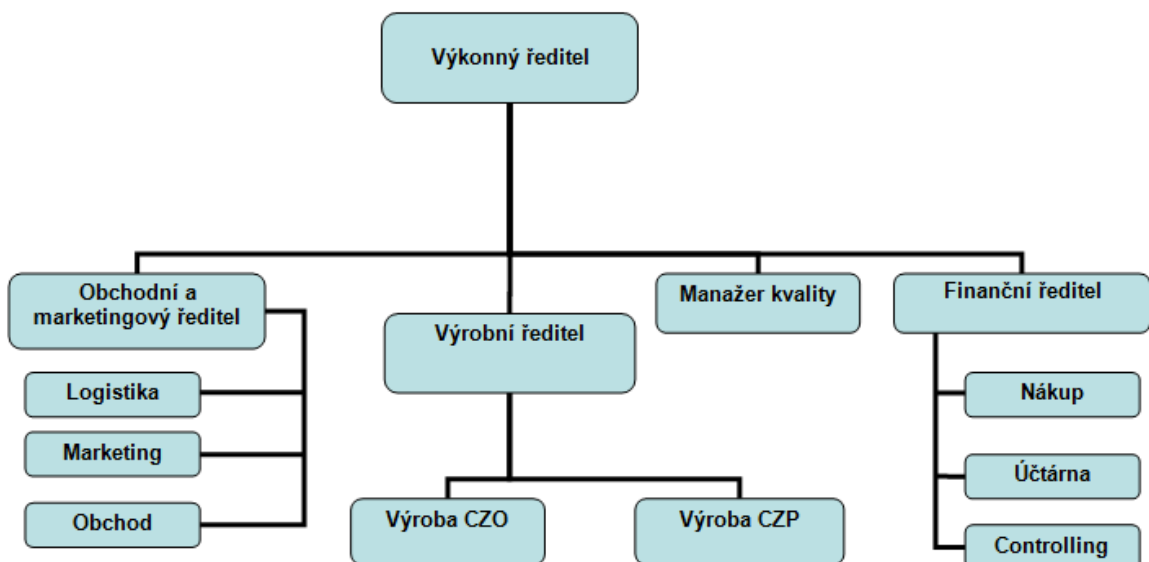 Výkonný ředitel
Obchodní a
marketingový ředitel
Výrobní ředitel
Manažer kvality
Finanční ředitel
Logistika
Marketing
Obchod
Výroba CZO
Výroba CZP
Nákup
Účtárna
Controlling